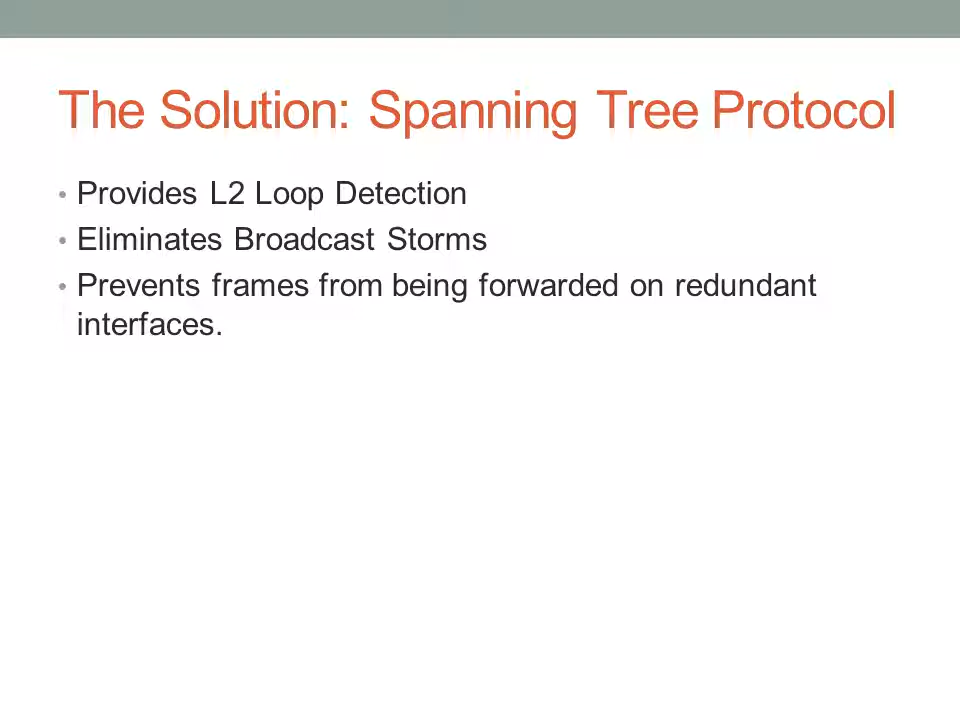 The Solution: Spanning Tree Protocol
• Provides L2 Loop Detection
• Eliminates Broadcast Storms
• Prevents frames from being forwarded on redundant
interfaces.